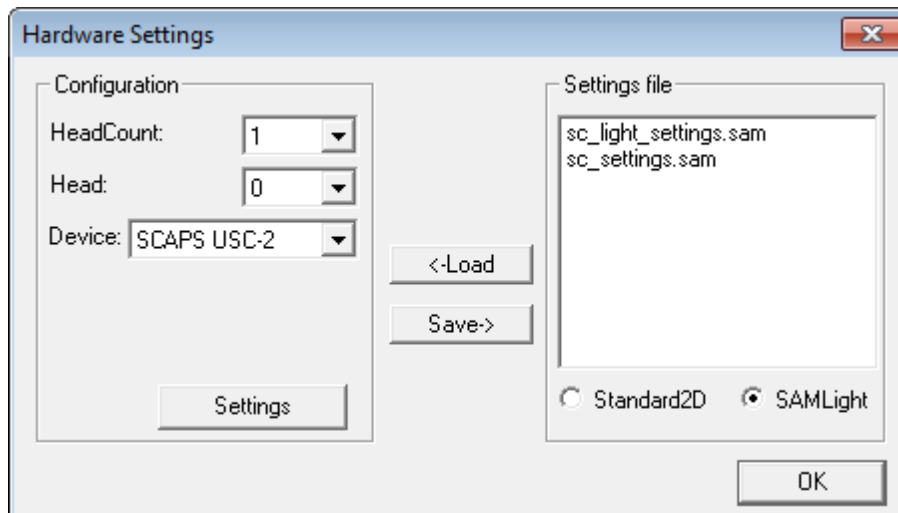 Hardware Settings
Configuration
HeadCount: 1
Head: 0
Device: SCAPS USC-2
Settings
<-Load
Save->
Settings file
sc_light_settings.sam
sc_settings.sam
Standard2D SAMLight
OK